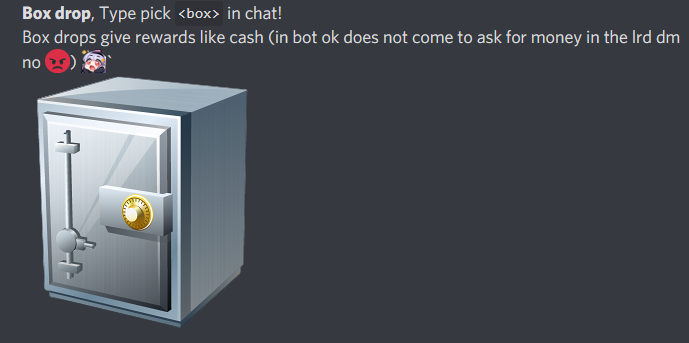 Box drop, Type pick <box> in chat!
Box drops give rewards like cash (in bot ok does not come to ask for money in the lrd dm
no 😡)